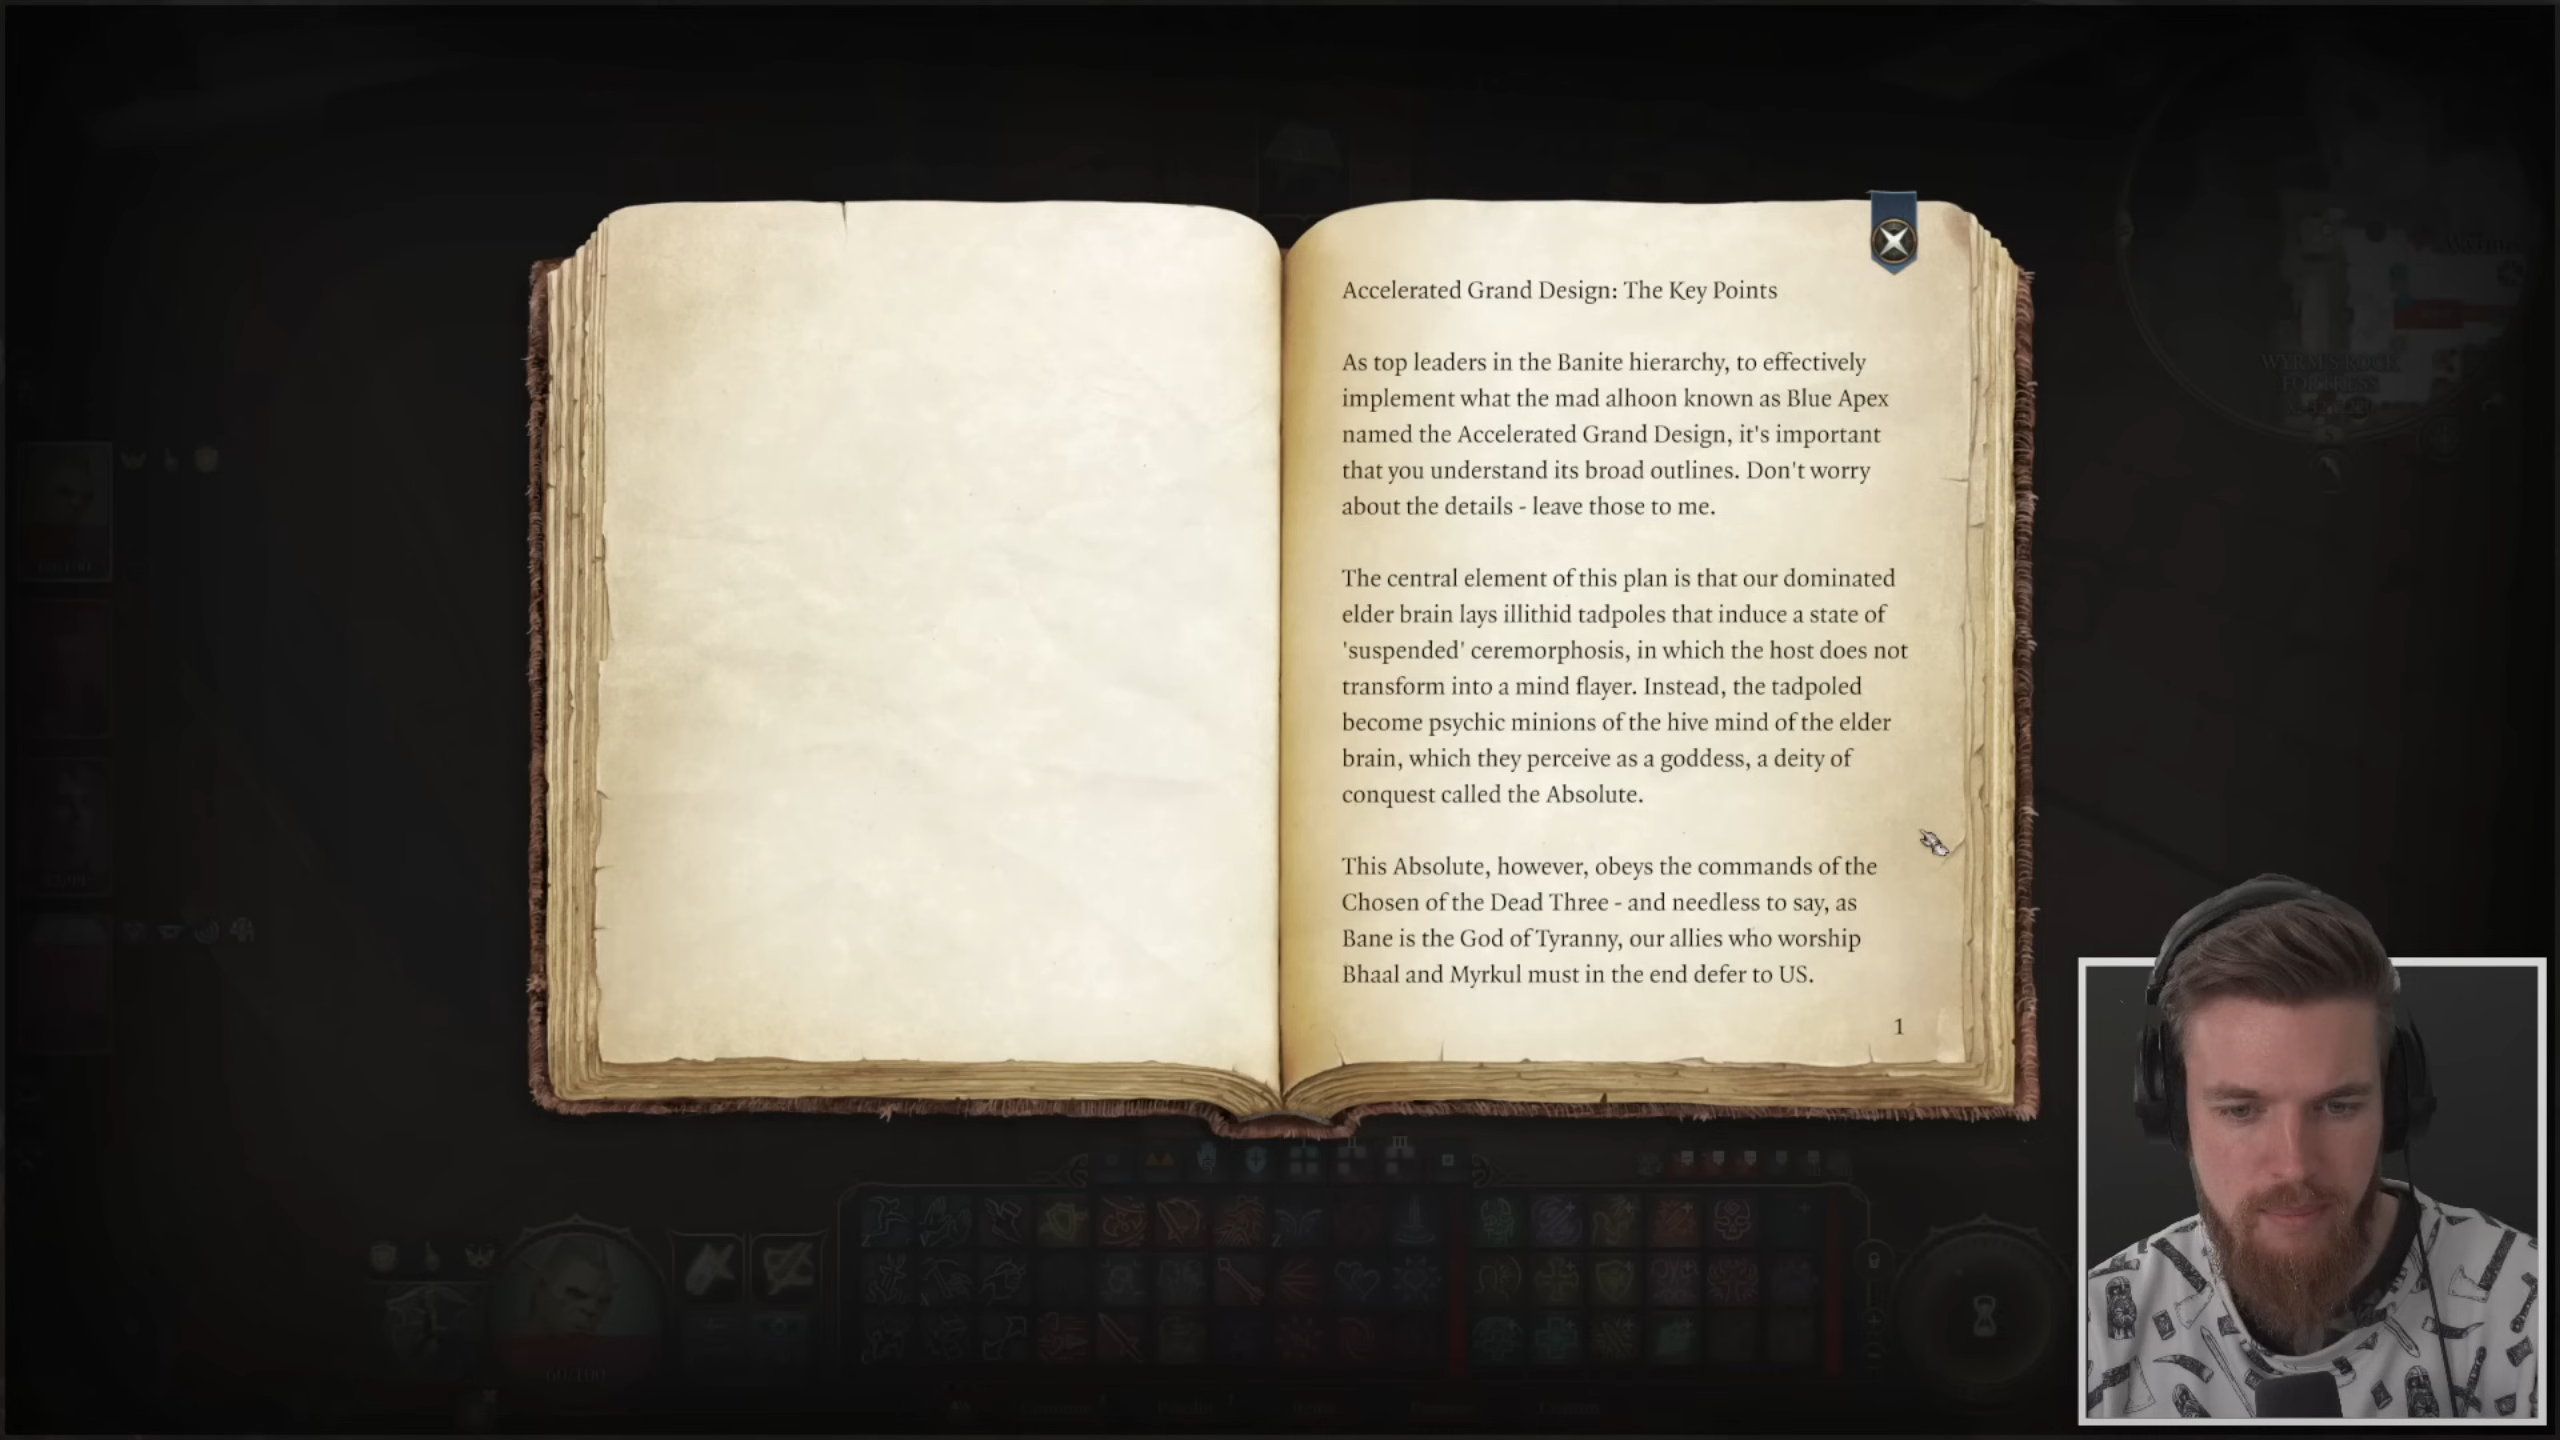 Accelerated Grand Design: The Key Points
As top leaders in the Banite hierarchy, to effectively
implement what the mad alhoon known as Blue Apex
named the Accelerated Grand Design, it's important
that you understand its broad outlines. Don't worry
about the details - leave those to me.
The central element of this plan is that our dominated
elder brain lays illithid tadpoles that induce a state of
'suspended' ceremorphosis, in which the host does not
transform into a mind flayer. Instead, the tadpoled
become psychic minions of the hive mind of the elder
brain, which they perceive as a goddess, a deity of
conquest called the Absolute.
This Absolute, however, obeys the commands of the
Chosen of the Dead Three - and needless to say, as
Bane is the God of Tyranny, our allies who worship
Bhaal and Myrkul must in the end defer to US.
1
WYRM'S ROCK
FORTRESS
60/100